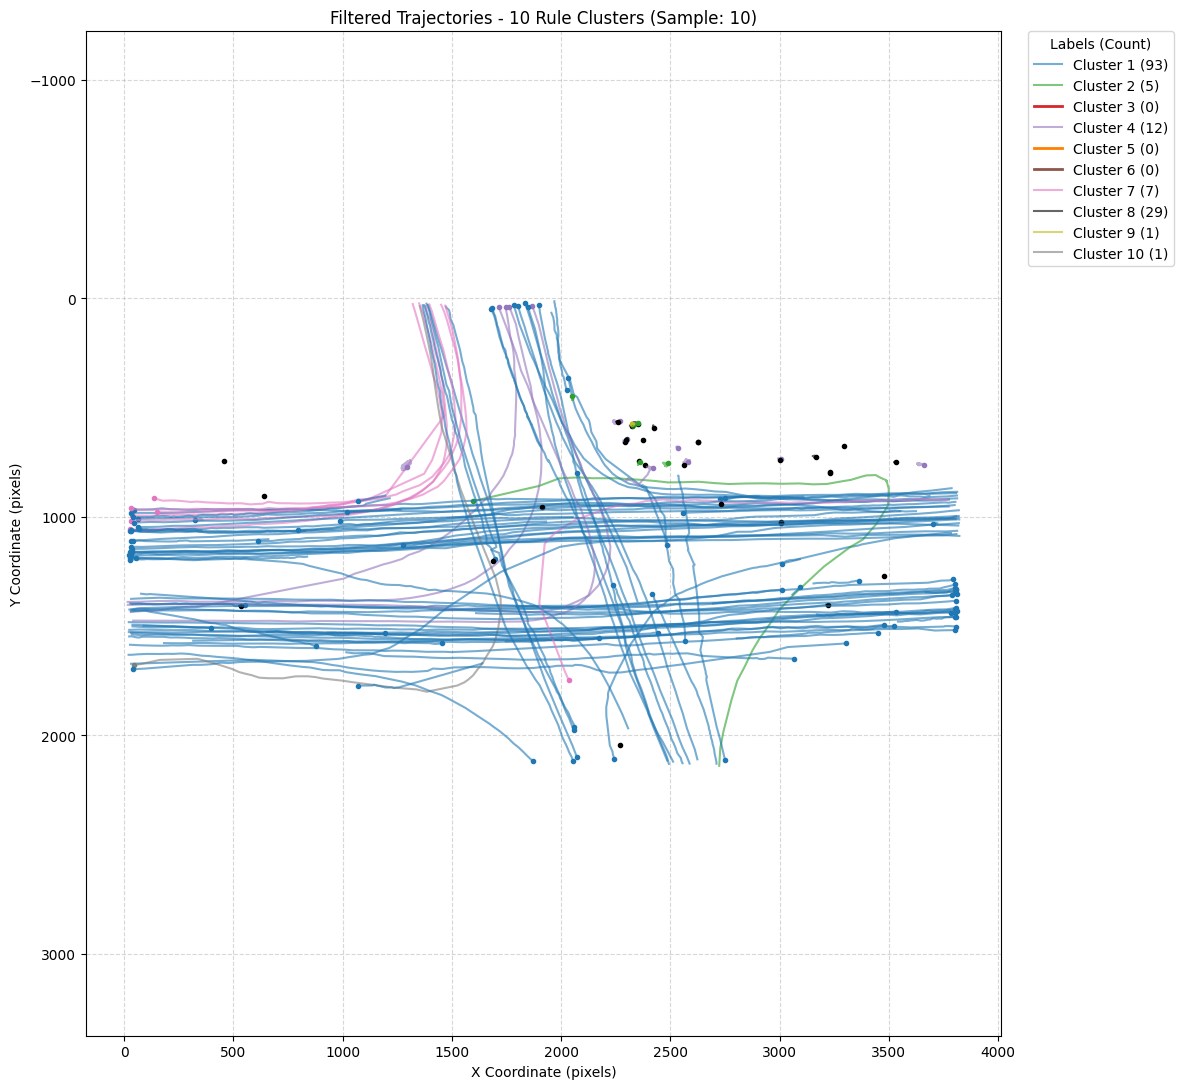 Filtered Trajectories - 10 Rule Clusters (Sample: 10)
Labels (Count)
Cluster 1 (93)
Cluster 2 (5)
Cluster 3 (0)
Cluster 4 (12)
Cluster 5 (0)
Cluster 6 (0)
Cluster 7 (7)
Cluster 8 (29)
Cluster 9 (1)
Cluster 10 (1)
Y Coordinate (pixels)
−1000
0
1000
2000
3000
0 500 1000 1500 2000 2500 3000 3500 4000
X Coordinate (pixels)